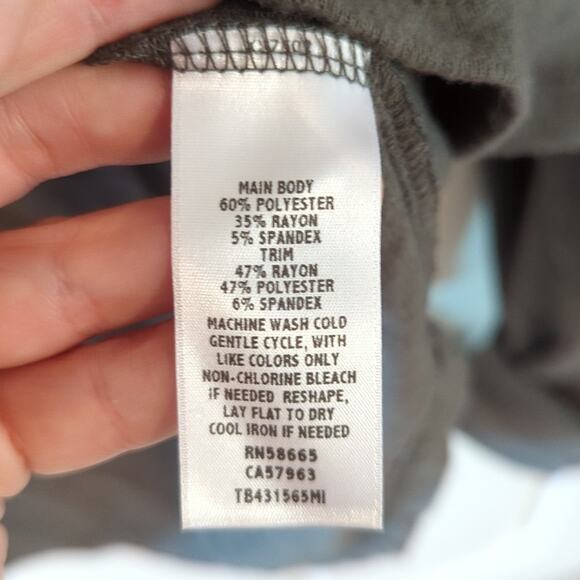 MAIN BODY
60% POLYESTER
35% RAYON
5% SPANDEX
TRIM
47% RAYON
47% POLYESTER
6% SPANDEX
MACHINE WASH COLD
GENTLE CYCLE, WITH
LIKE COLORS ONLY
NON-CHLORINE BLEACH
IF NEEDED RESHAPE,
LAY FLAT TO DRY
COOL IRON IF NEEDED
RN58665
CA57963
TB431565MI